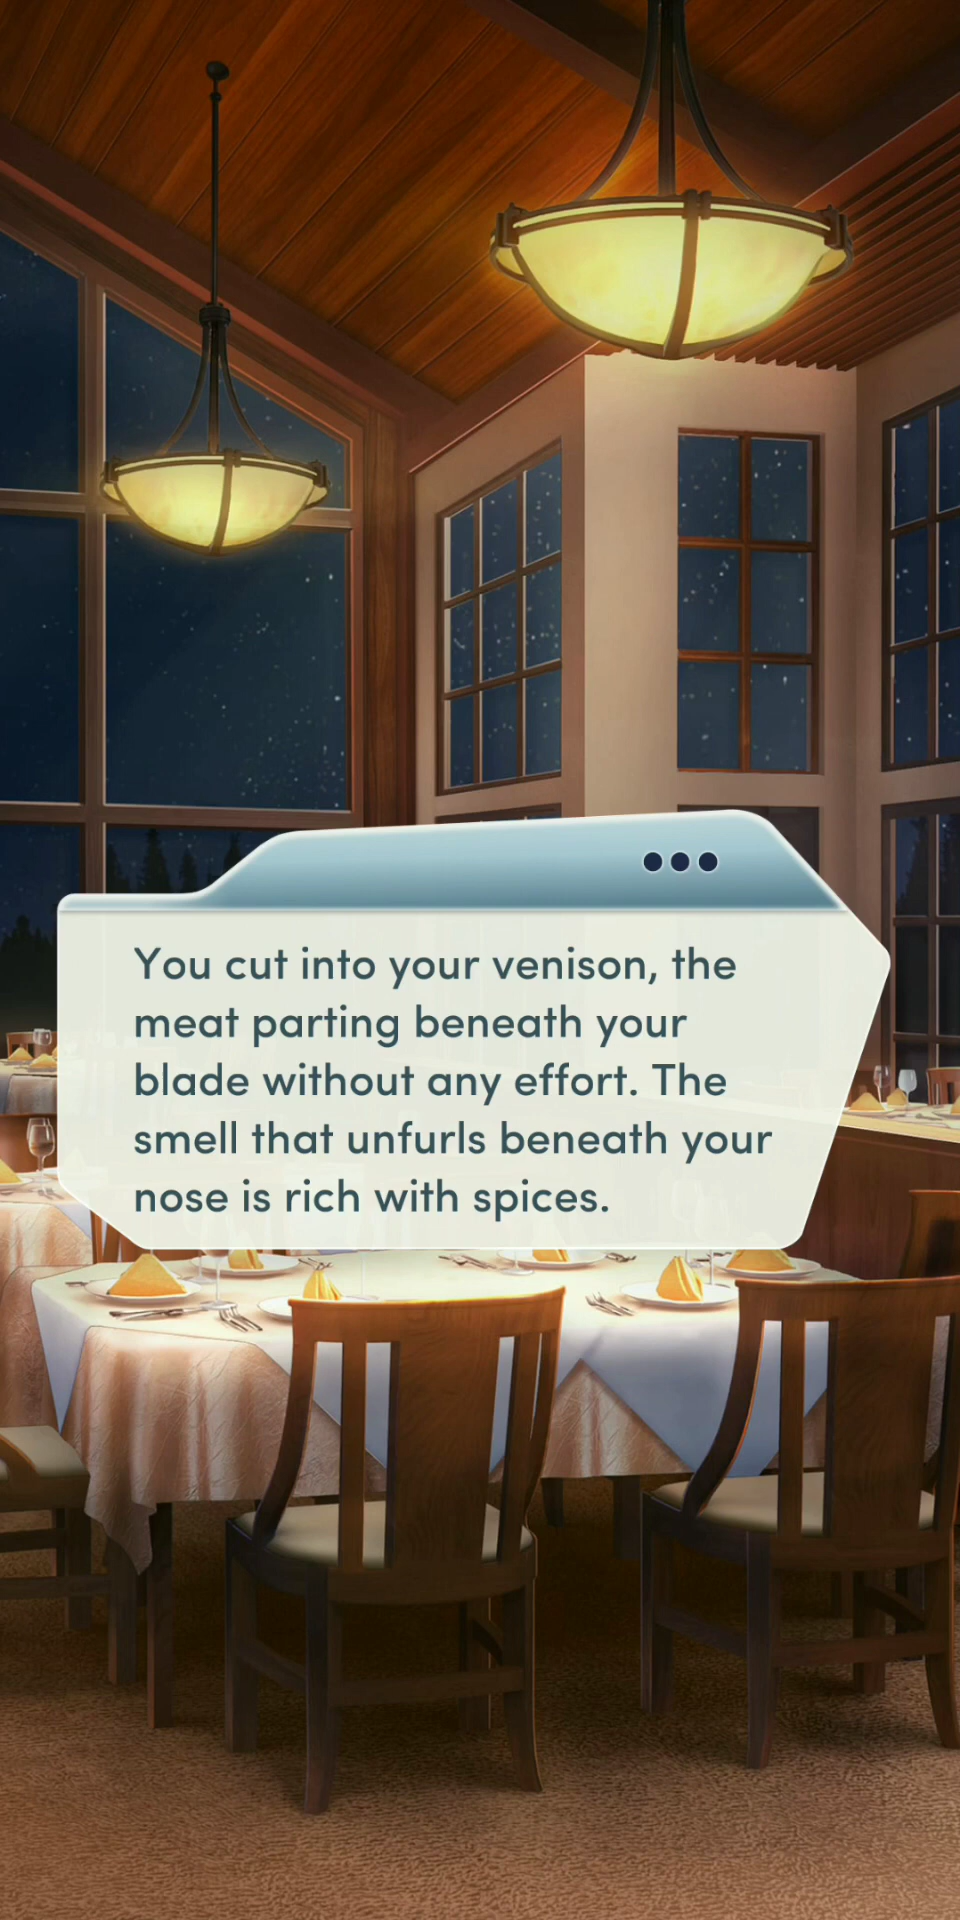 You cut into your venison, the
meat parting beneath your
blade without any effort. The
smell that unfurls beneath your
nose is rich with spices.